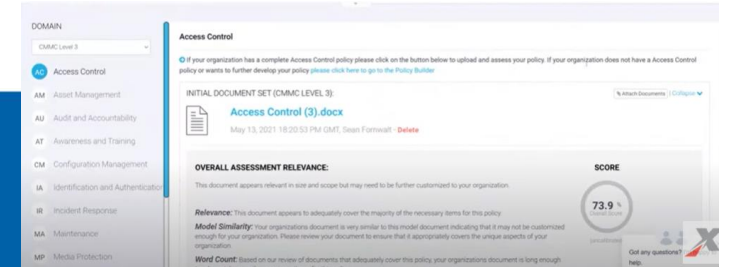 DOMAIN
CMMC Level 3
AC Access Control
AM Asset Management
AU Audit and Accountability
AT Awareness and Training
CM Configuration Management
IA Identification and Authentication
IR Incident Response
MA Maintenance
MP Media Protection
Access Control
If your organization has a complete Access Control policy please click on the button below to upload and assess your policy. If your organization does not have a Access Control
policy or wants to further develop your policy please click here to go to the Policy Builder
INITIAL DOCUMENT SET (CMMC LEVEL 3):
Attach Documents | Collapse
Access Control (3).docx
May 13, 2021 18:20:53 PM GMT, Sean Fornwalt - Delete
OVERALL ASSESSMENT RELEVANCE:
SCORE
This document appears relevant in size and scope but may need to be further customized to your organization.
73.9 %
Overall Score
Relevance: This document appears to adequately cover the majority of the necessary items for this policy
Model Similarity: Your organizations document is very similar to this model document indicating that it may not be customized
enough for your organization. Please review your document to ensure that it appropriately covers the unique aspects of your
organization
Word Count: Based on our review of documents that adequately cover this policy, your organizations document is long enough
Got any questions?
help.